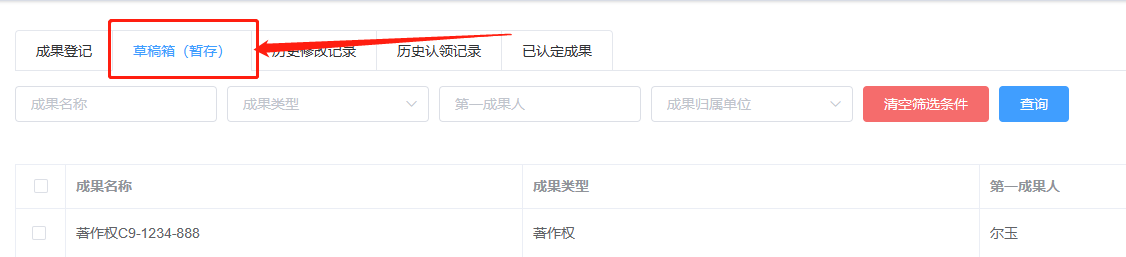 成果登记 草稿箱（暂存） 历史修改记录 历史认领记录 已认定成果
成果名称 成果类型 第一成果人 成果归属单位 清空筛选条件 查询
成果名称 成果类型 第一成果人
著作权C9-1234-888 著作权 尔玉